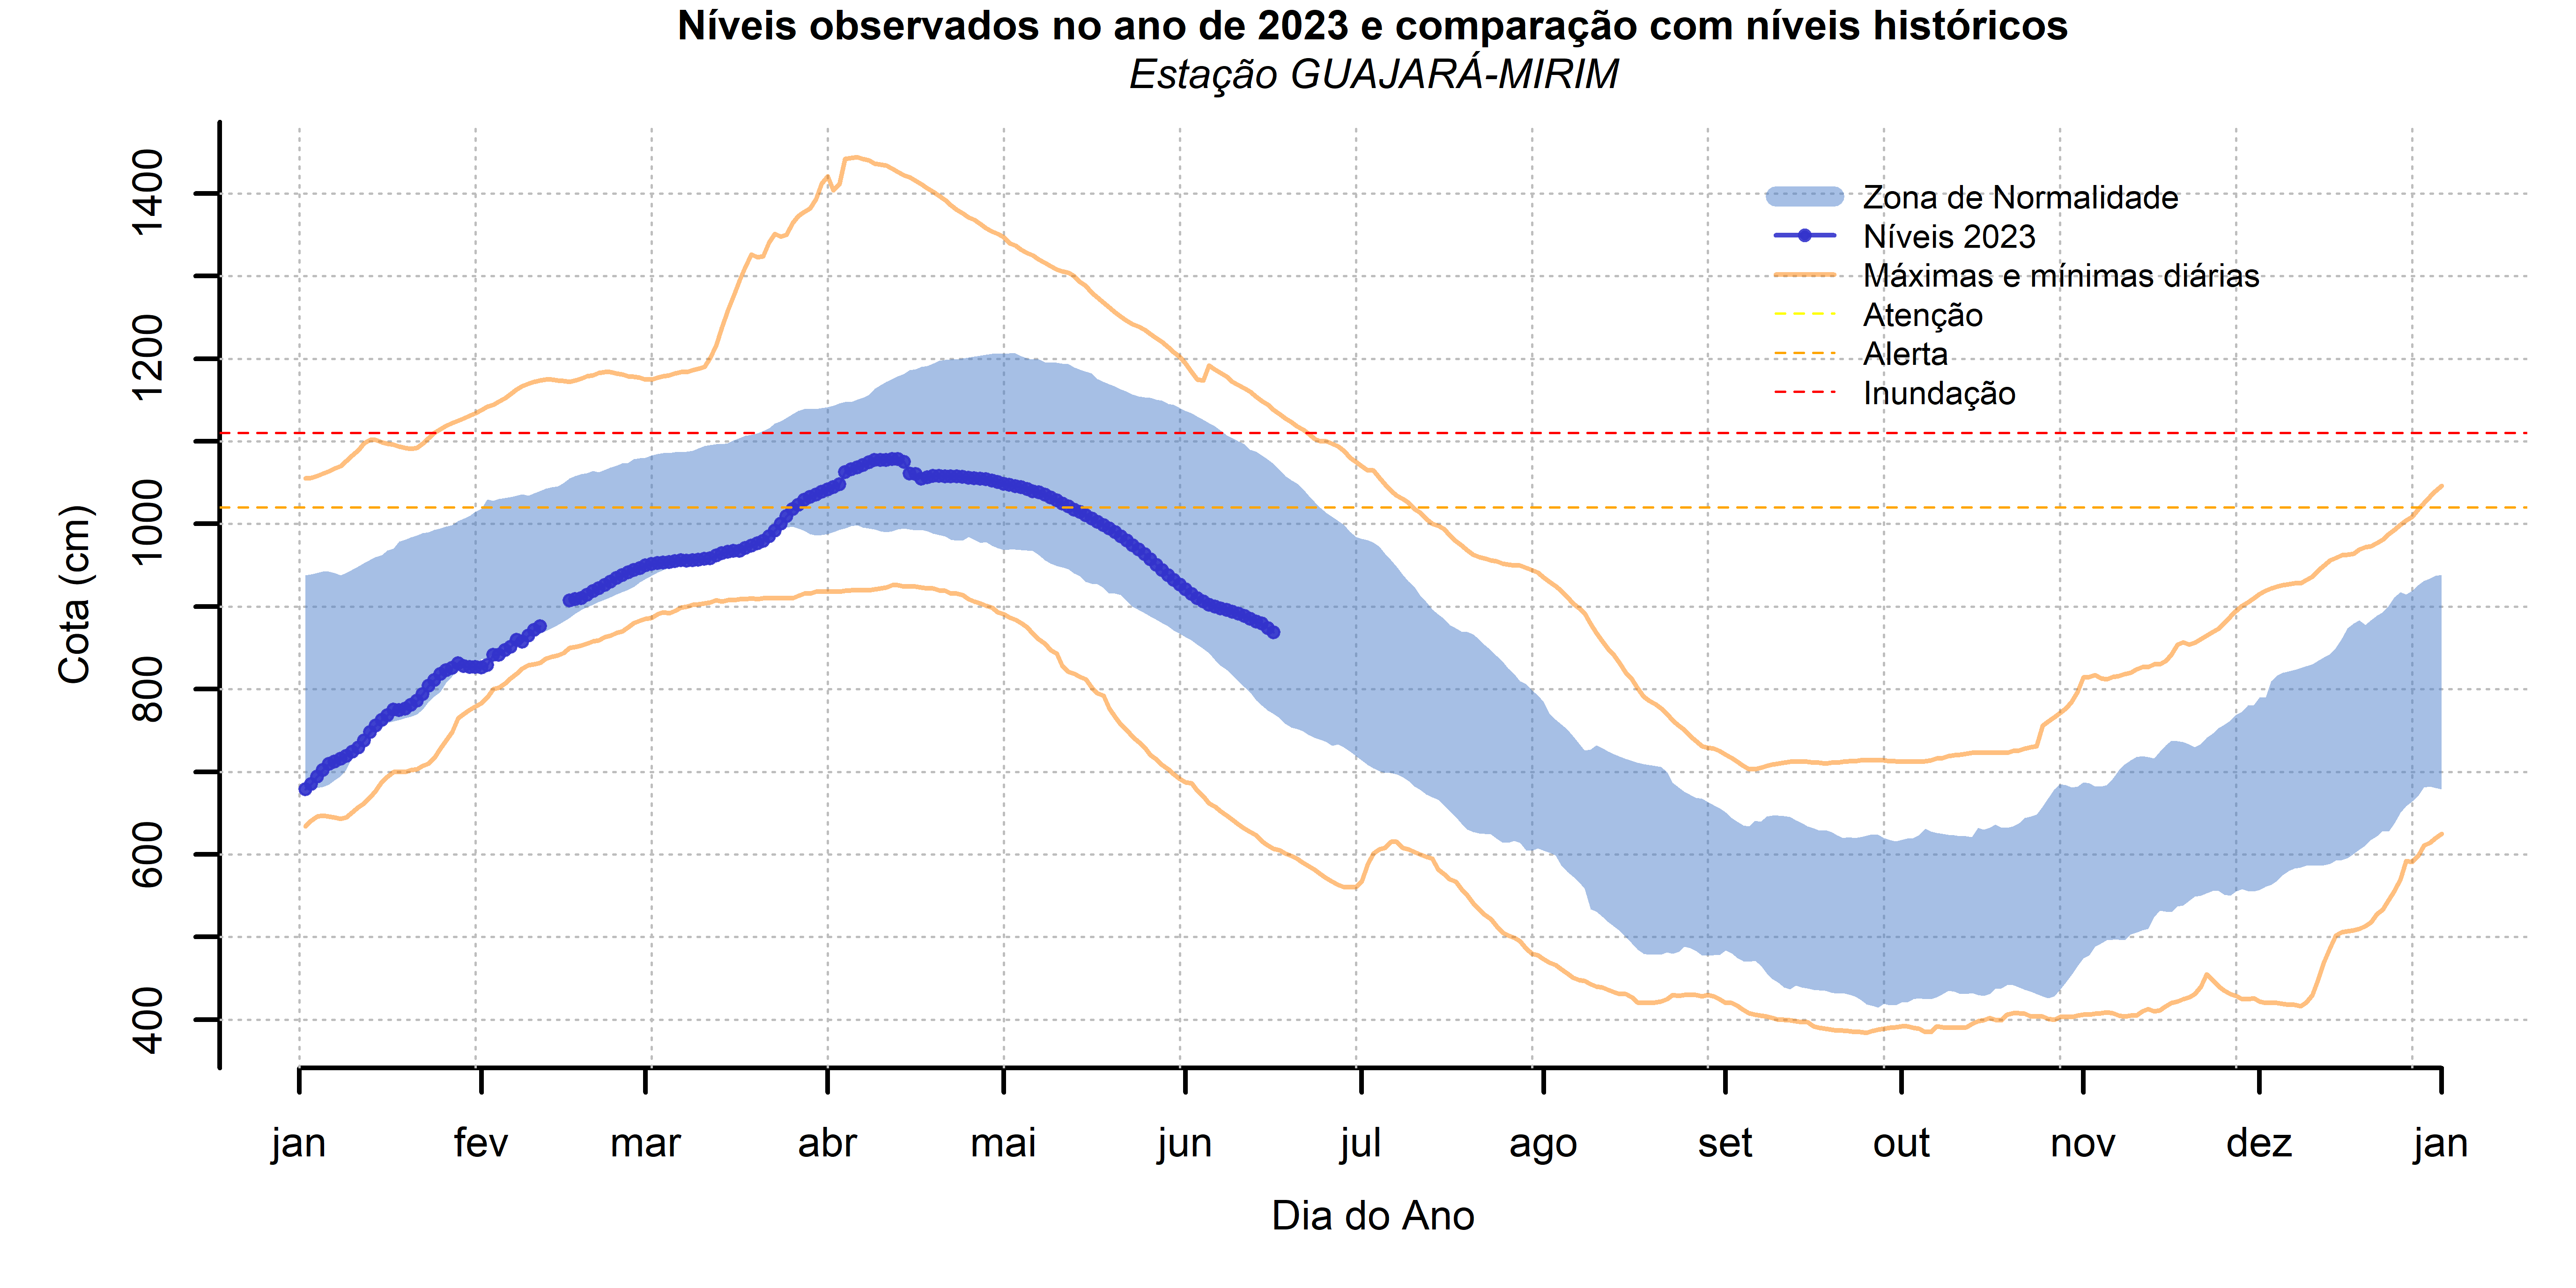 Níveis observados no ano de 2023 e comparação com níveis históricos
Estação GUAJARÁ-MIRIM
Cota (cm)
1400
1200
1000
800
600
400
Zona de Normalidade
Níveis 2023
Máximas e mínimas diárias
Atenção
Alerta
Inundação
jan fev mar abr mai jun jul ago set out nov dez jan
Dia do Ano